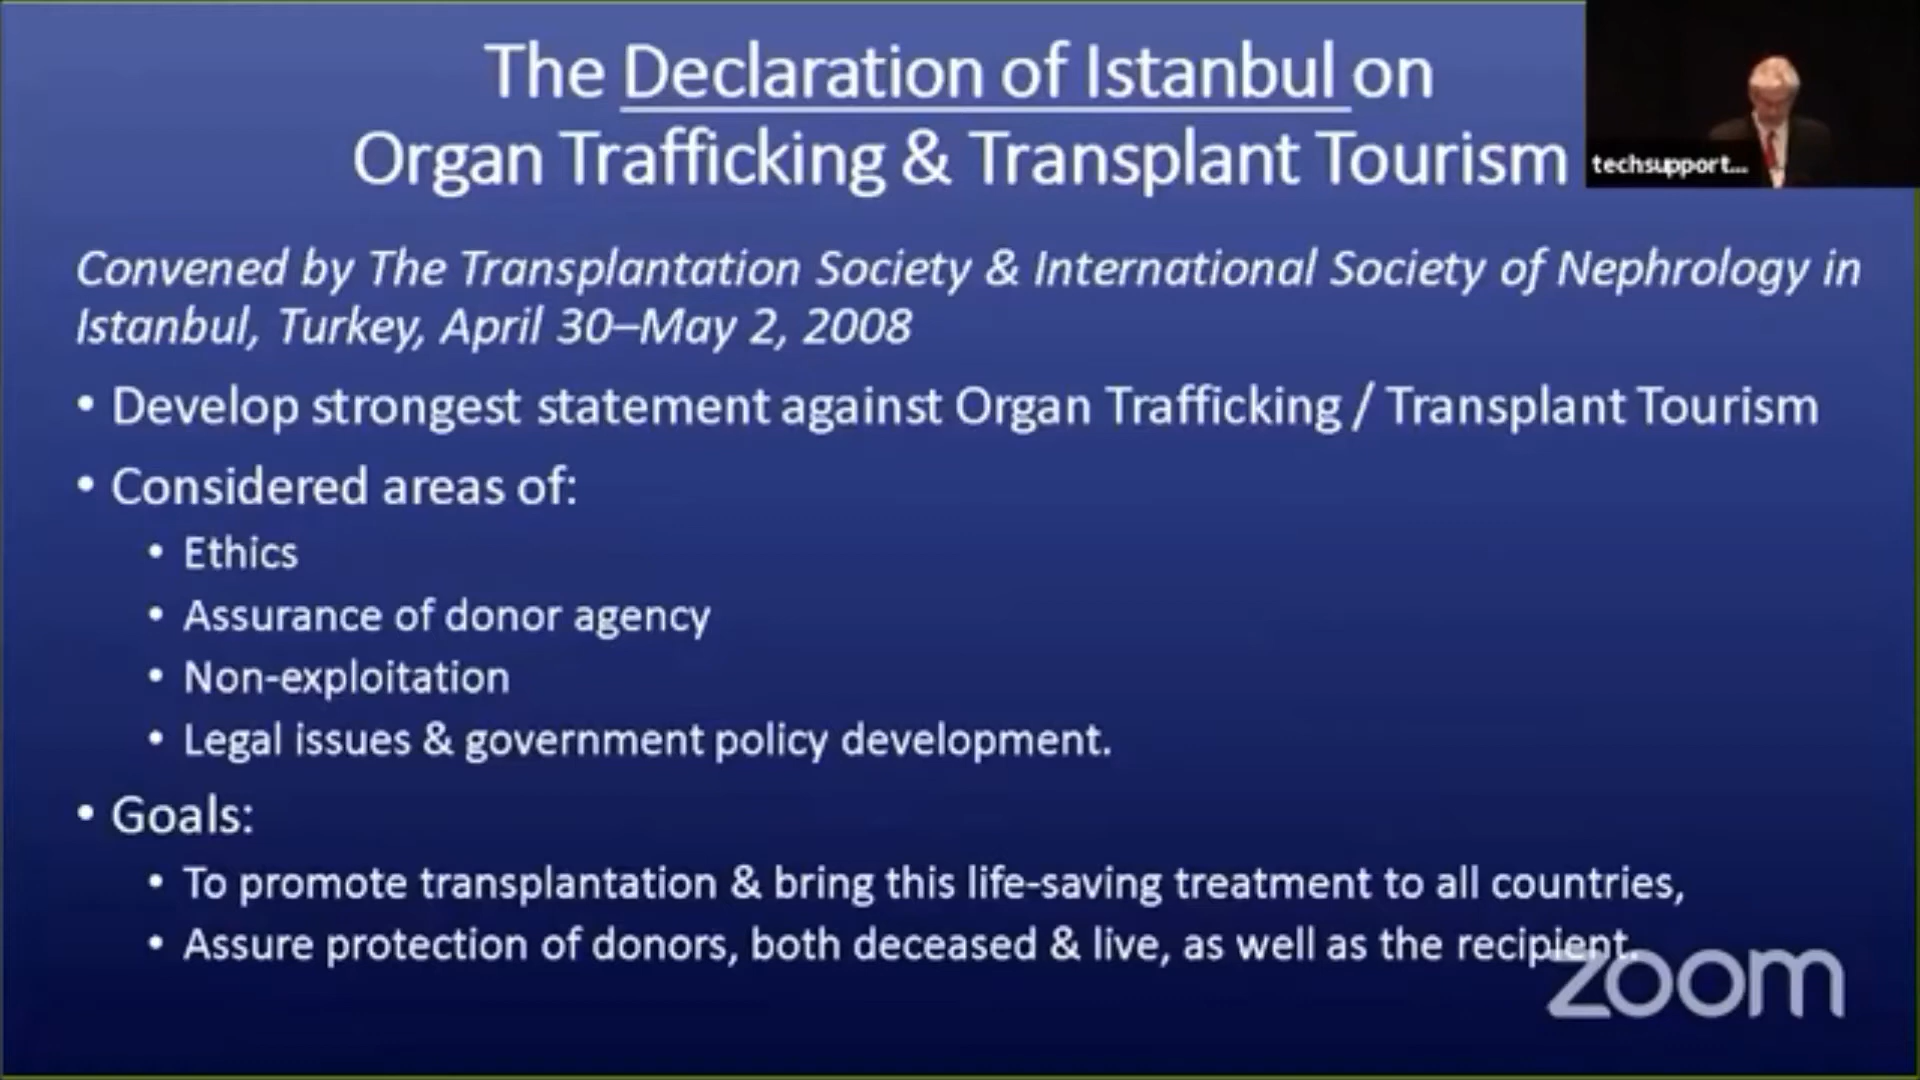 The Declaration of Istanbul on
Organ Trafficking & Transplant Tourism
techsupport...
Convened by The Transplantation Society & International Society of Nephrology in
Istanbul, Turkey, April 30–May 2, 2008
• Develop strongest statement against Organ Trafficking / Transplant Tourism
• Considered areas of:
• Ethics
• Assurance of donor agency
• Non-exploitation
• Legal issues & government policy development.
• Goals:
• To promote transplantation & bring this life-saving treatment to all countries,
• Assure protection of donors, both deceased & live, as well as the recipient.
zoom